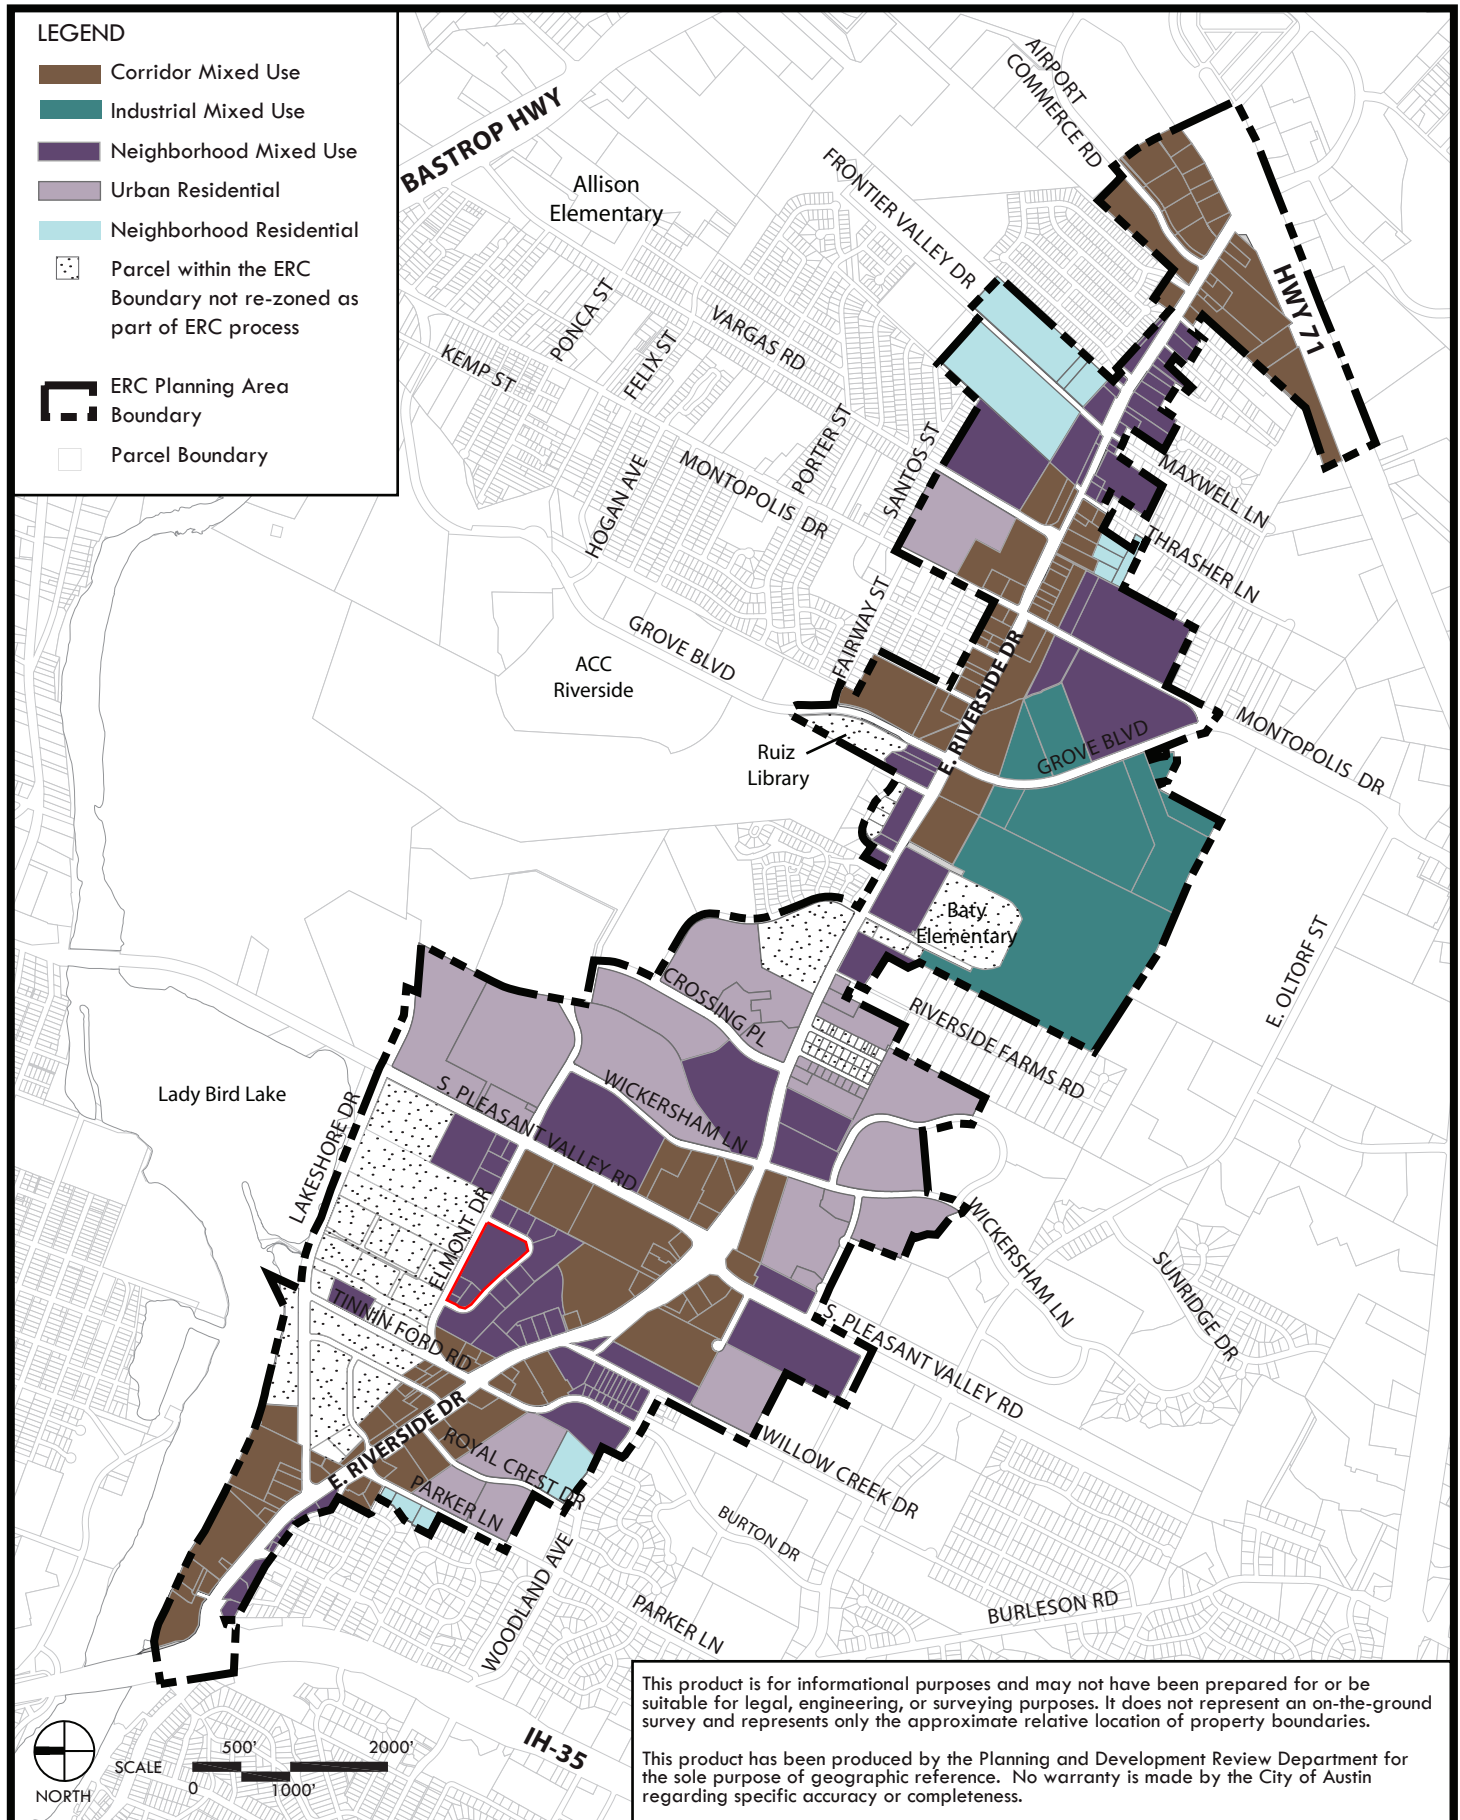 LEGEND
Corridor Mixed Use
Industrial Mixed Use
Neighborhood Mixed Use
Urban Residential
Neighborhood Residential
Parcel within the ERC
Boundary not re-zoned as
part of ERC process
ERC Planning Area
Boundary
Parcel Boundary
BASTROP HWY
Allison
Elementary
AIRPORT
COMMERCE RD
FRONTIER VALLEY DR
HWY 71
PONCA ST
VARGAS RD
FELIX ST
KEMP ST
PORTER ST
SANTOS ST
MONTOPOLIS DR
HOGAN AVE
MAXWELL LN
THRASHER LN
FAIRWAY ST
GROVE BLVD
ACC
Riverside
E. RIVERSIDE DR
GROVE BLVD
MONTOPOLIS DR
Ruiz
Library
Baty
Elementary
E. OLTORF ST
CROSSING PL
RIVERSIDE FARMS RD
Lady Bird Lake
LAKESHORE DR
S. PLEASANT VALLEY RD
WICKERSHAM LN
ELMONT DR
WICKERSHAM LN
SUNRIDGE DR
TINNIN FORD RD
S. PLEASANT VALLEY RD
E. RIVERSIDE DR
ROYAL CREST DR
PARKER LN
WILLOW CREEK DR
BURTON DR
WOODLAND AVE
PARKER LN
BURLESON RD
IH-35
NORTH
SCALE
500'
2000'
0
1000'
This product is for informational purposes and may not have been prepared for or be
suitable for legal, engineering, or surveying purposes. It does not represent an on-the-ground
survey and represents only the approximate relative location of property boundaries.
This product has been produced by the Planning and Development Review Department for
the sole purpose of geographic reference. No warranty is made by the City of Austin
regarding specific accuracy or completeness.